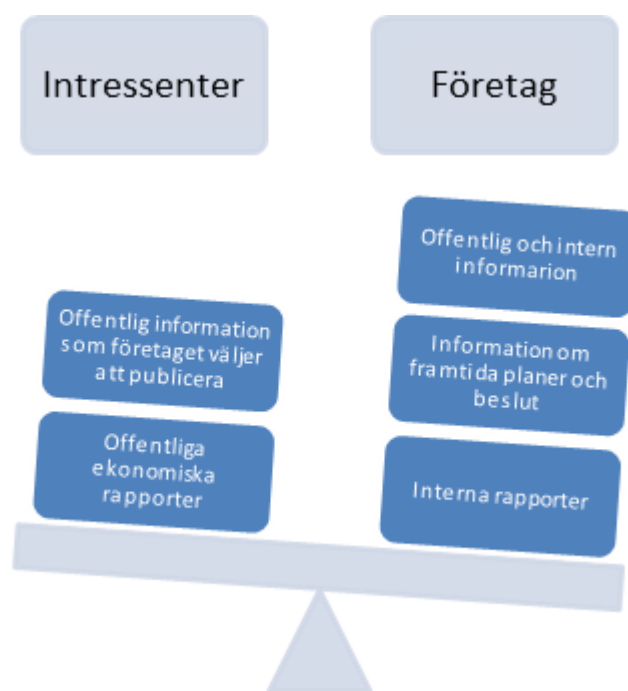 Intressenter
Företag
Offentlig information
som företaget väljer
att publicera
Offentliga
ekonomiska
rapporter
Offentlig och intern
informarion
Information om
framtida planer och
beslut
Interna rapporter